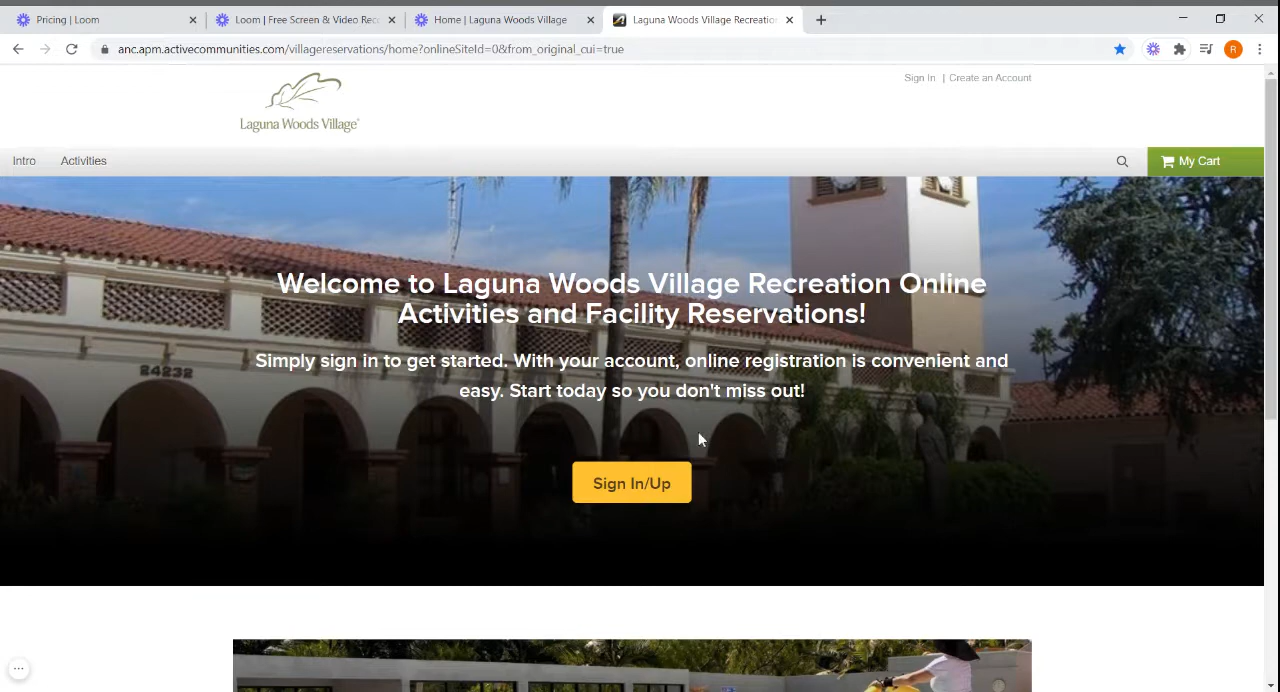 Pricing | Loom
Loom | Free Screen & Video Rec
Home | Laguna Woods Village
Laguna Woods Village Recreation
anc.apm.activecommunities.com/villagereservations/home?onlineSiteId=0&from_original_cui=true
R
Sign In | Create an Account
Laguna Woods Village
Intro
Activities
My Cart
24232
Welcome to Laguna Woods Village Recreation Online
Activities and Facility Reservations!
Simply sign in to get started. With your account, online registration is convenient and
easy. Start today so you don't miss out!
Sign In/Up